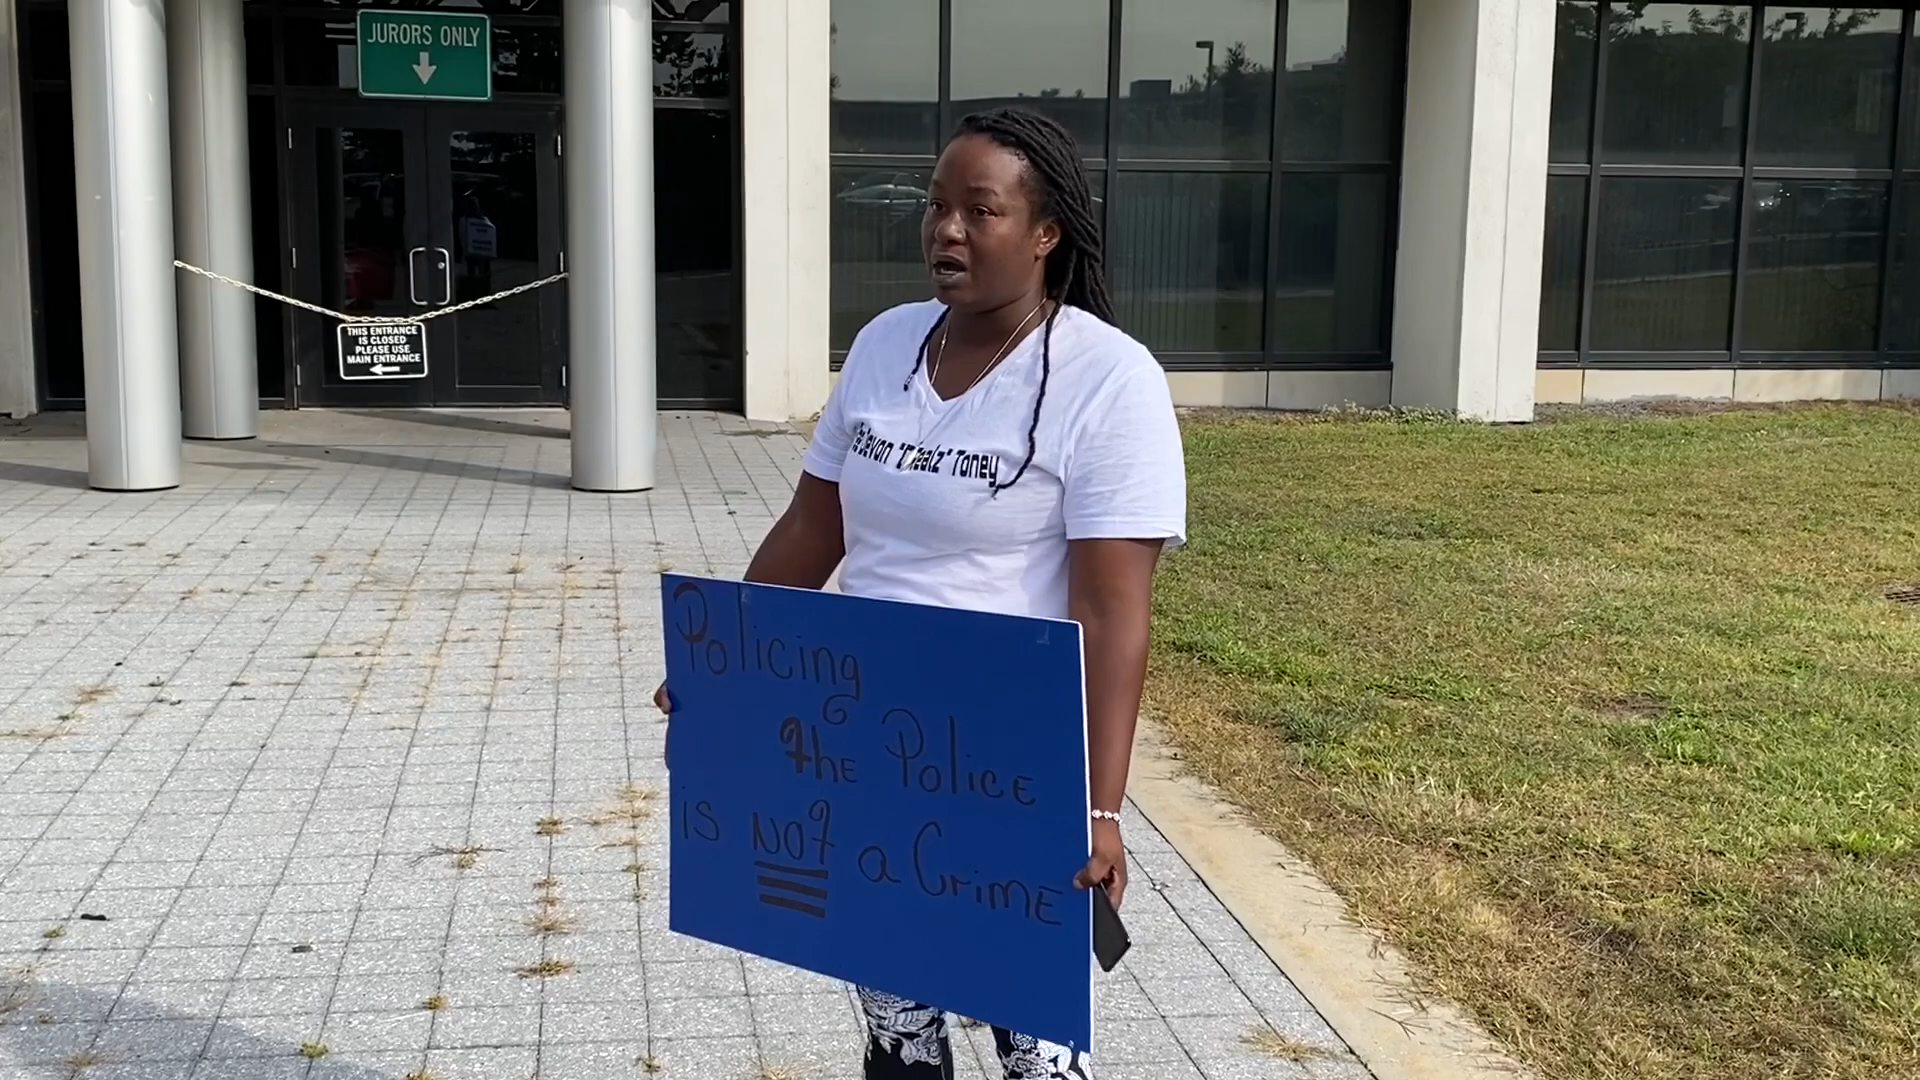 JURORS ONLY
THIS ENTRANCE
IS CLOSED
PLEASE USE
MAIN ENTRANCE
Toney
Policing
the Police
is NOT a Crime